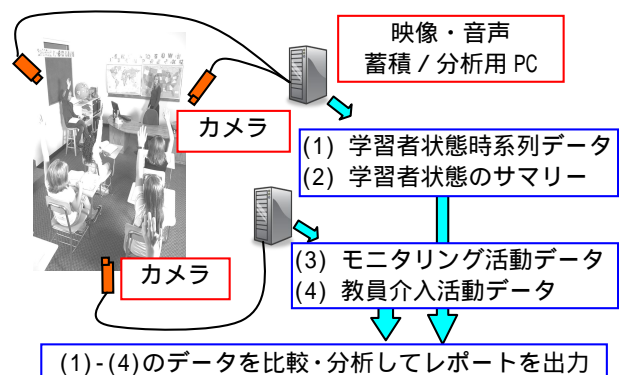 映像・音声
蓄積/分析用 PC
カメラ
(1) 学習者状態時系列データ
(2) 学習者状態のサマリー
(3) モニタリング活動データ
(4) 教員介入活動データ
カメラ
(1)-(4)のデータを比較・分析してレポートを出力